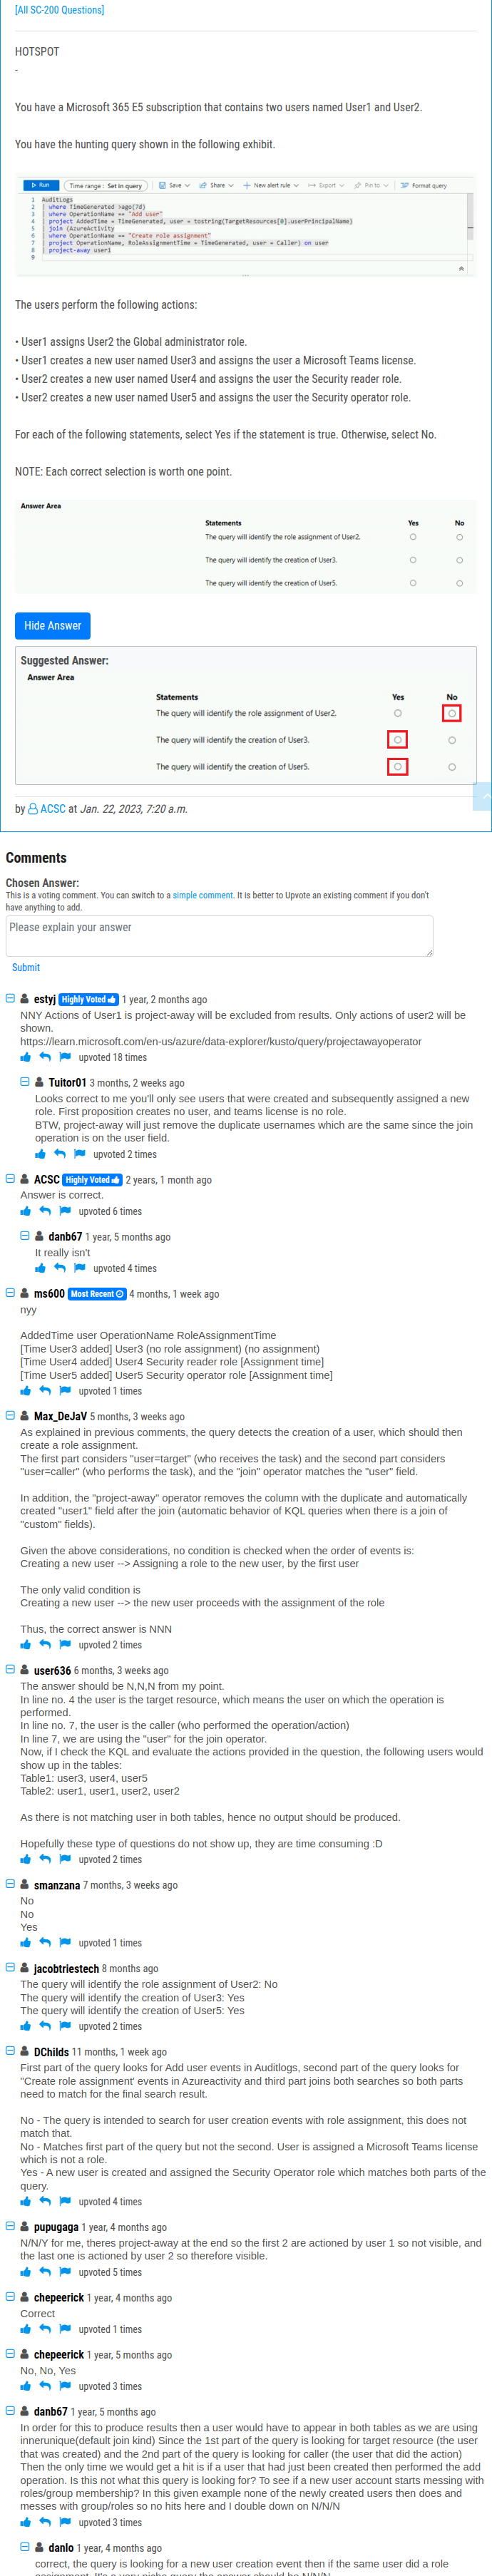 [All SC-200 Questions]
HOTSPOT
-
You have a Microsoft 365 E5 subscription that contains two users named User1 and User2.
You have the hunting query shown in the following exhibit.
Run Time range : Set in query Save Share New alert rule Export Pin to Format query
1 AuditLogs
2 | where TimeGenerated >ago(7d)
3 | where OperationName == "Add user"
4 | project AddedTime = TimeGenerated, user = tostring(TargetResources[0].userPrincipalName)
5 | join (AzureActivity
6 | where OperationName == "Create role assignment"
7 | project OperationName, RoleAssignmentTime = TimeGenerated, user = Caller) on user
8 | project-away user1
9
The users perform the following actions:
• User1 assigns User2 the Global administrator role.
• User1 creates a new user named User3 and assigns the user a Microsoft Teams license.
• User2 creates a new user named User4 and assigns the user the Security reader role.
• User2 creates a new user named User5 and assigns the user the Security operator role.
For each of the following statements, select Yes if the statement is true. Otherwise, select No.
NOTE: Each correct selection is worth one point.
Answer Area
Statements Yes No
The query will identify the role assignment of User2.
The query will identify the creation of User3.
The query will identify the creation of User5.
Hide Answer
Suggested Answer:
Answer Area
Statements Yes No
The query will identify the role assignment of User2.
The query will identify the creation of User3.
The query will identify the creation of User5.
by ACSC at Jan. 22, 2023, 7:20 a.m.
Comments
Chosen Answer:
This is a voting comment. You can switch to a simple comment. It is better to Upvote an existing comment if you don't
have anything to add.
Please explain your answer
Submit
estyj Highly Voted 1 year, 2 months ago
NNY Actions of User1 is project-away will be excluded from results. Only actions of user2 will be
shown.
https://learn.microsoft.com/en-us/azure/data-explorer/kusto/query/projectawayoperator
upvoted 18 times
Tuitor01 3 months, 2 weeks ago
Looks correct to me you'll only see users that were created and subsequently assigned a new
role. First proposition creates no user, and teams license is no role.
BTW, project-away will just remove the duplicate usernames which are the same since the join
operation is on the user field.
upvoted 2 times
ACSC Highly Voted 2 years, 1 month ago
Answer is correct.
upvoted 6 times
danb67 1 year, 5 months ago
It really isn't
upvoted 4 times
ms600 Most Recent 4 months, 1 week ago
nyy
AddedTime user OperationName RoleAssignmentTime
[Time User3 added] User3 (no role assignment) (no assignment)
[Time User4 added] User4 Security reader role [Assignment time]
[Time User5 added] User5 Security operator role [Assignment time]
upvoted 1 times
Max_DeJaV 5 months, 3 weeks ago
As explained in previous comments, the query detects the creation of a user, which should then
create a role assignment.
The first part considers "user=target" (who receives the task) and the second part considers
"user=caller" (who performs the task), and the "join" operator matches the "user" field.
In addition, the "project-away" operator removes the column with the duplicate and automatically
created "user1" field after the join (automatic behavior of KQL queries when there is a join of
"custom" fields).
Given the above considerations, no condition is checked when the order of events is:
Creating a new user --> Assigning a role to the new user, by the first user
The only valid condition is
Creating a new user --> the new user proceeds with the assignment of the role
Thus, the correct answer is NNN
upvoted 2 times
user636 6 months, 3 weeks ago
The answer should be N,N,N from my point.
In line no. 4 the user is the target resource, which means the user on which the operation is
performed.
In line no. 7, the user is the caller (who performed the operation/action)
In line 7, we are using the "user" for the join operator.
Now, if I check the KQL and evaluate the actions provided in the question, the following users would
show up in the tables:
Table1: user3, user4, user5
Table2: user1, user1, user2, user2
As there is not matching user in both tables, hence no output should be produced.
Hopefully these type of questions do not show up, they are time consuming :D
upvoted 2 times
smanzana 7 months, 3 weeks ago
No
No
Yes
upvoted 1 times
jacobtriestech 8 months ago
The query will identify the role assignment of User2: No
The query will identify the creation of User3: Yes
The query will identify the creation of User5: Yes
upvoted 2 times
DChilds 11 months, 1 week ago
First part of the query looks for Add user events in Auditlogs, second part of the query looks for
"Create role assignment' events in Azureactivity and third part joins both searches so both parts
need to match for the final search result.
No - The query is intended to search for user creation events with role assignment, this does not
match that.
No - Matches first part of the query but not the second. User is assigned a Microsoft Teams license
which is not a role.
Yes - A new user is created and assigned the Security Operator role which matches both parts of the
query.
upvoted 4 times
pupugaga 1 year, 4 months ago
N/N/Y for me, theres project-away at the end so the first 2 are actioned by user 1 so not visible, and
the last one is actioned by user 2 so therefore visible.
upvoted 5 times
chepeerick 1 year, 4 months ago
Correct
upvoted 1 times
chepeerick 1 year, 5 months ago
No, No, Yes
upvoted 3 times
danb67 1 year, 5 months ago
In order for this to produce results then a user would have to appear in both tables as we are using
innerunique(default join kind) Since the 1st part of the query is looking for target resource (the user
that was created) and the 2nd part of the query is looking for caller (the user that did the action)
Then the only time we would get a hit is if a user that had just been created then performed the add
operation. Is this not what this query is looking for? To see if a new user account starts messing with
roles/group membership? In this given example none of the newly created users then does and
messes with group/roles so no hits here and I double down on N/N/N
upvoted 3 times
danlo 1 year, 4 months ago
correct, the query is looking for a new user creation event then if the same user did a role